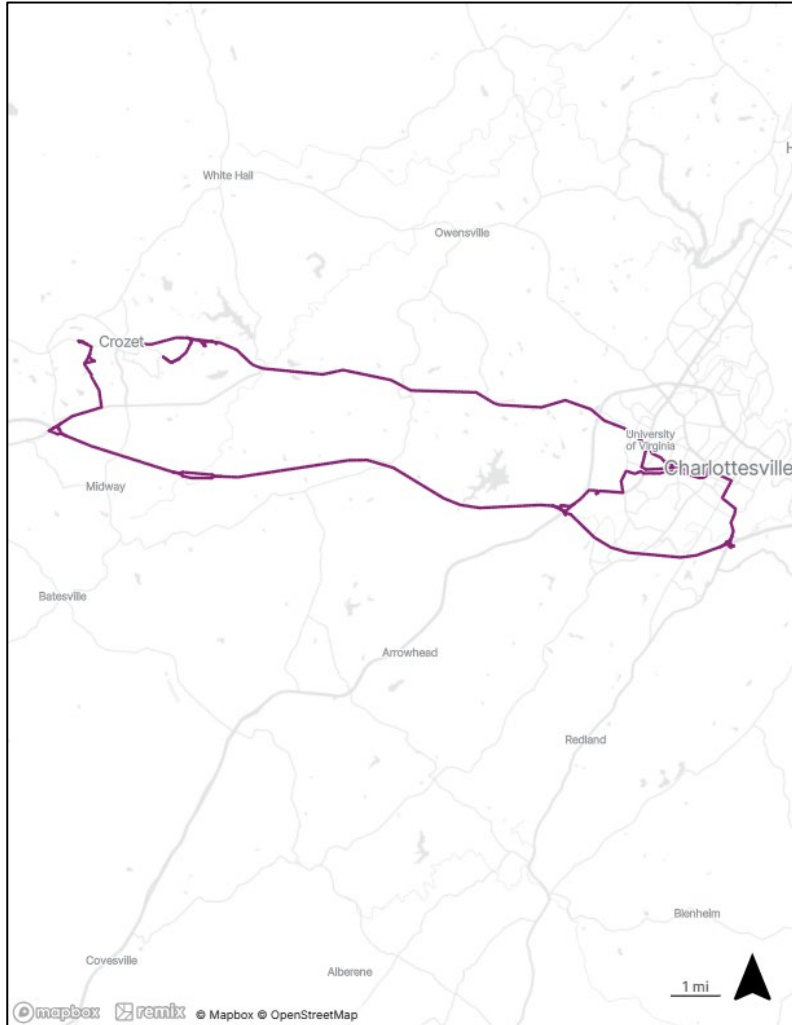 H
White Hall
Owensville
Crozet
University
of Virginia
Charlottesville
Midway
Batesville
Arrowhead
Redland
Blenheim
Covesville
Alberene
1 mi
mapbox remix © Mapbox © OpenStreetMap